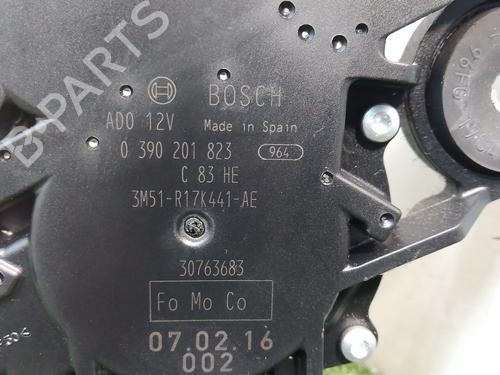 B-PARTS
BOSCH
AD0 12V Made in Spain
0 390 201 823 964
C 83 HE
3M51-R17K441-AE
30763683
Fo Mo Co
07.02.16
002